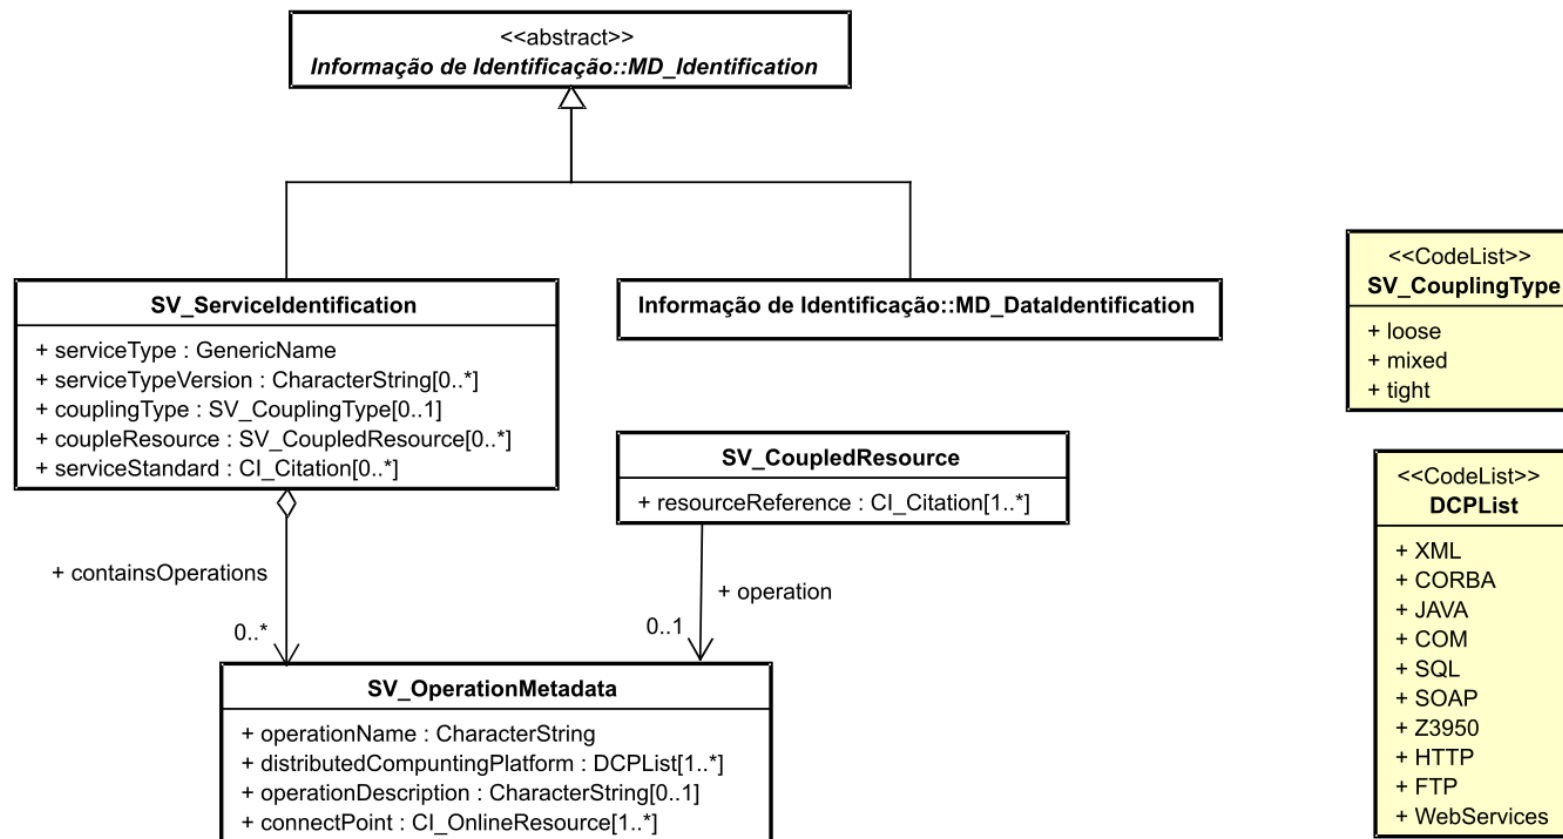 <<abstract>>
Informação de Identificação::MD_Identification
SV_ServiceIdentification
+ serviceType : GenericName
+ serviceTypeVersion : CharacterString[0..*]
+ couplingType : SV_CouplingType[0..1]
+ coupleResource : SV_CoupledResource[0..*]
+ serviceStandard : CI_Citation[0..*]
Informação de Identificação::MD_DataIdentification
SV_CoupledResource
+ resourceReference : CI_Citation[1..*]
+ containsOperations
0..*
+ operation
0..1
SV_OperationMetadata
+ operationName : CharacterString
+ distributedCompuntingPlatform : DCPList[1..*]
+ operationDescription : CharacterString[0..1]
+ connectPoint : CI_OnlineResource[1..*]
<<CodeList>>
SV_CouplingType
+ loose
+ mixed
+ tight
<<CodeList>>
DCPList
+ XML
+ CORBA
+ JAVA
+ COM
+ SQL
+ SOAP
+ Z3950
+ HTTP
+ FTP
+ WebServices